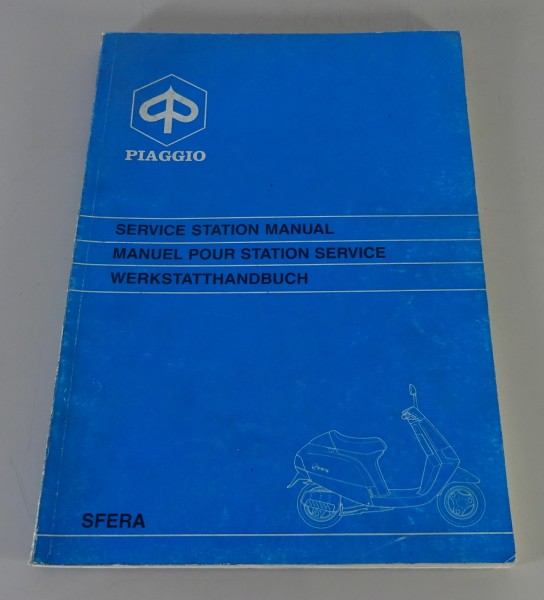 PIAGGIO
SERVICE STATION MANUAL
MANUEL POUR STATION SERVICE
WERKSTATTHANDBUCH
SFERA